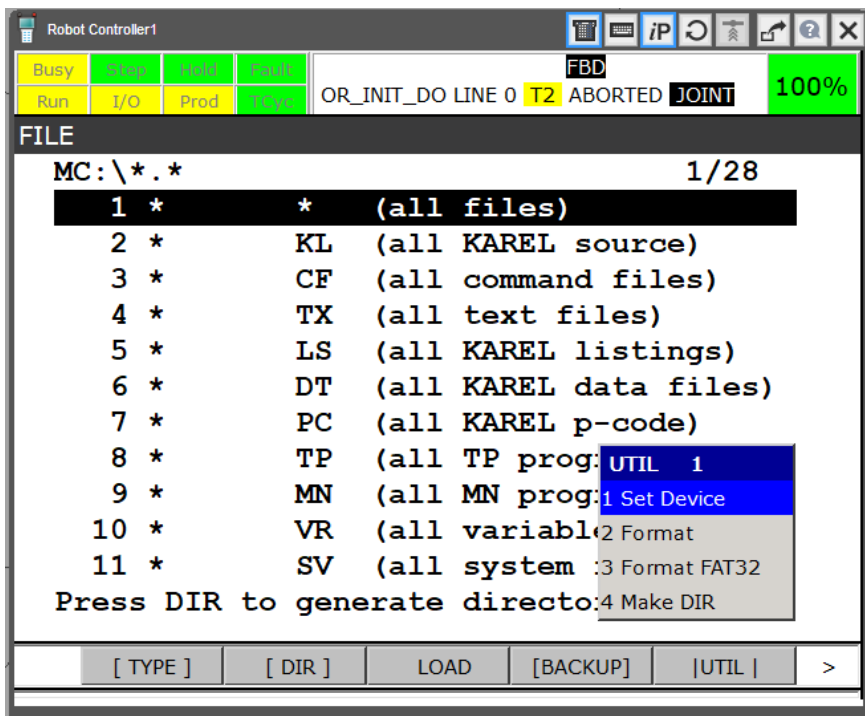 Robot Controller1
iP
Busy Step Hold Fault
FBD
Run I/O Prod TCyc
OR_INIT_DO LINE 0 T2 ABORTED JOINT
100%
FILE
MC:\*.* 1/28
1 * * (all files)
2 * KL (all KAREL source)
3 * CF (all command files)
4 * TX (all text files)
5 * LS (all KAREL listings)
6 * DT (all KAREL data files)
7 * PC (all KAREL p-code)
8 * TP (all TP prog
9 * MN (all MN prog
10 * VR (all variabl
11 * SV (all system
Press DIR to generate directo
UTIL 1
1 Set Device
2 Format
3 Format FAT32
4 Make DIR
[ TYPE ] [ DIR ] LOAD [BACKUP] |UTIL | >